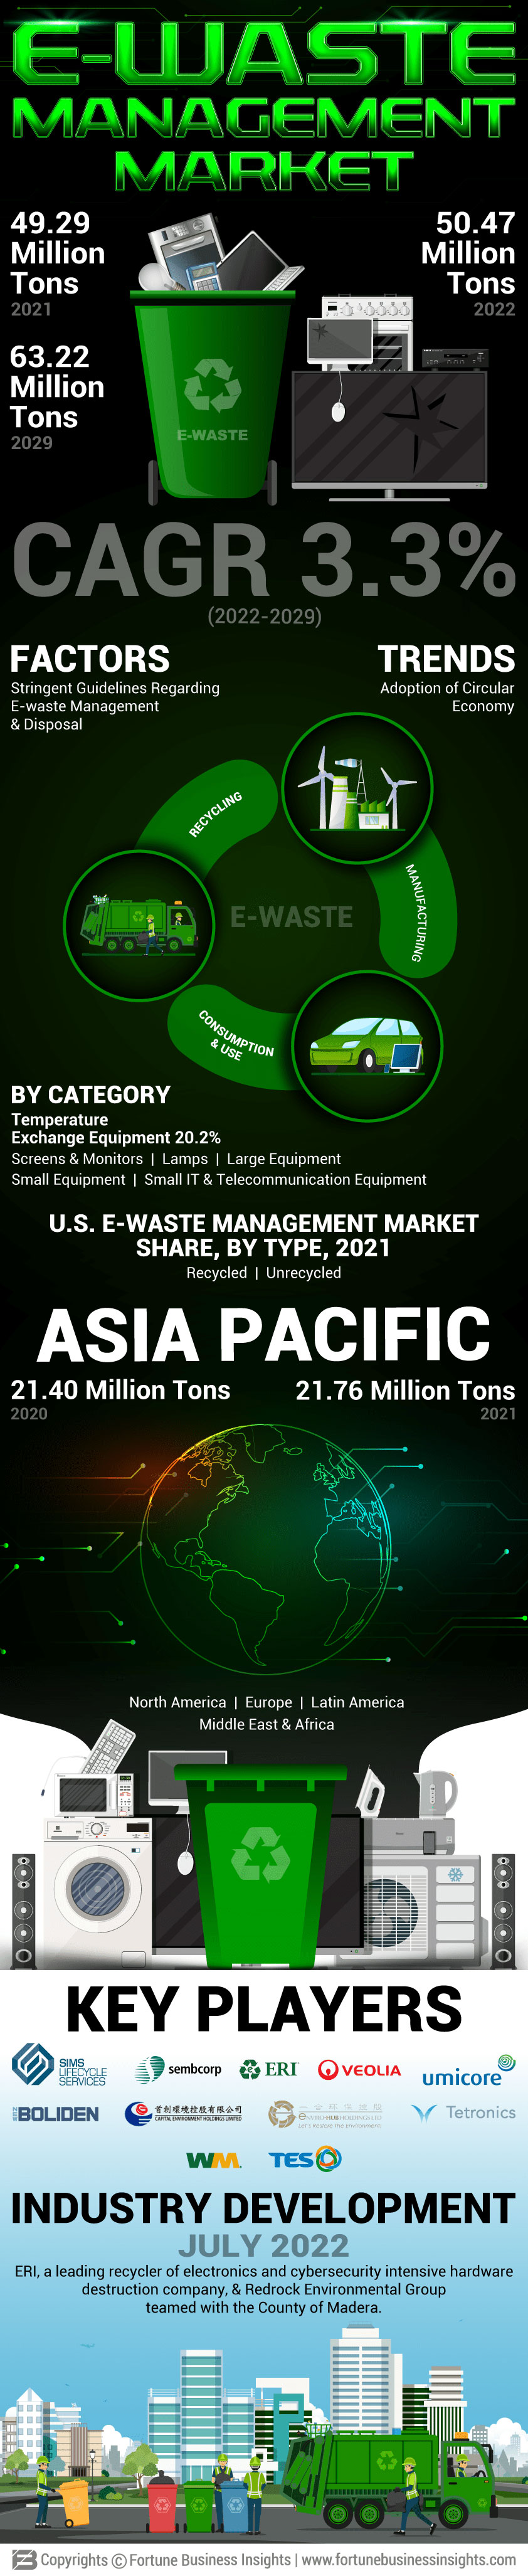 E-WASTE
MANAGEMENT
MARKET
49.29
Million
Tons
2021
50.47
Million
Tons
2022
63.22
Million
Tons
2029
E-WASTE
CAGR 3.3%
(2022-2029)
FACTORS
Stringent Guidelines Regarding
E-waste Management
& Disposal
TRENDS
Adoption of Circular
Economy
RECYCLING
MANUFACTURING
E-WASTE
CONSUMPTION
& USE
BY CATEGORY
Temperature
Exchange Equipment 20.2%
Screens & Monitors | Lamps | Large Equipment
Small Equipment | Small IT & Telecommunication Equipment
U.S. E-WASTE MANAGEMENT MARKET
SHARE, BY TYPE, 2021
Recycled | Unrecycled
ASIA PACIFIC
21.40 Million Tons
2020
21.76 Million Tons
2021
North America | Europe | Latin America
Middle East & Africa
KEY PLAYERS
SIMS
LIFECYCLE
SERVICES
sembcorp
ERI
VEOLIA
umicore
BOLIDEN
首創環境控股有限公司
CAPITAL ENVIRONMENT HOLDINGS LIMITED
ENVIRO-HUB HOLDINGS LTD
Let's Restore The Environment
Tetronics
WM
TES
INDUSTRY DEVELOPMENT
JULY 2022
ERI, a leading recycler of electronics and cybersecurity intensive hardware
destruction company, & Redrock Environmental Group
teamed with the County of Madera.
Copyrights © Fortune Business Insights | www.fortunebusinessinsights.com